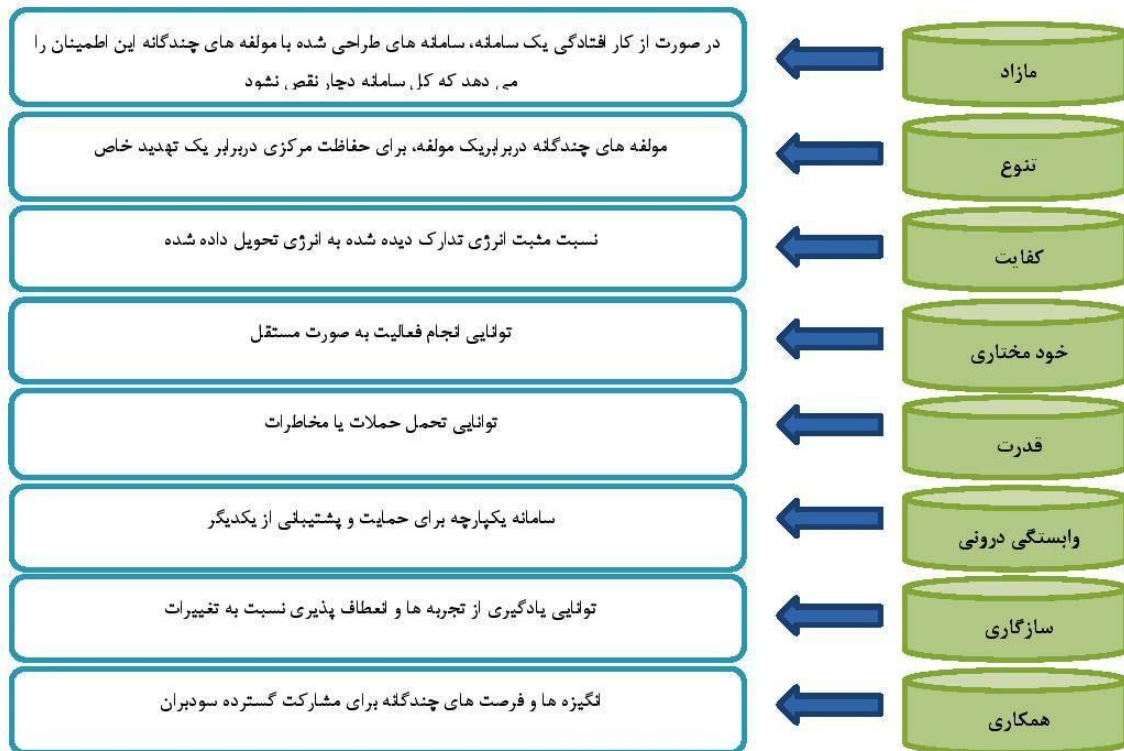 مازاد
در صورت از کار افتادگی یک سامانه، سامانه های طراحی شده با مولفه های چندگانه این اطمینان را
می دهد که کل سامانه دچار نقص نشود
تنوع
مولفه های چندگانه دربرابریک مولفه، برای حفاظت مرکزی دربرابر یک تهدید خاص
کفایت
نسبت مثبت انرژی تدارک دیده شده به انرژی تحویل داده شده
خود مختاری
توانایی انجام فعالیت به صورت مستقل
قدرت
توانایی تحمل حملات یا مخاطرات
وابستگی درونی
سامانه یکپارچه برای حمایت و پشتیبانی از یکدیگر
سازگاری
توانایی یادگیری از تجربه ها و انعطاف پذیری نسبت به تغییرات
همکاری
انگیزه ها و فرصت های چندگانه برای مشارکت گسترده سودبران